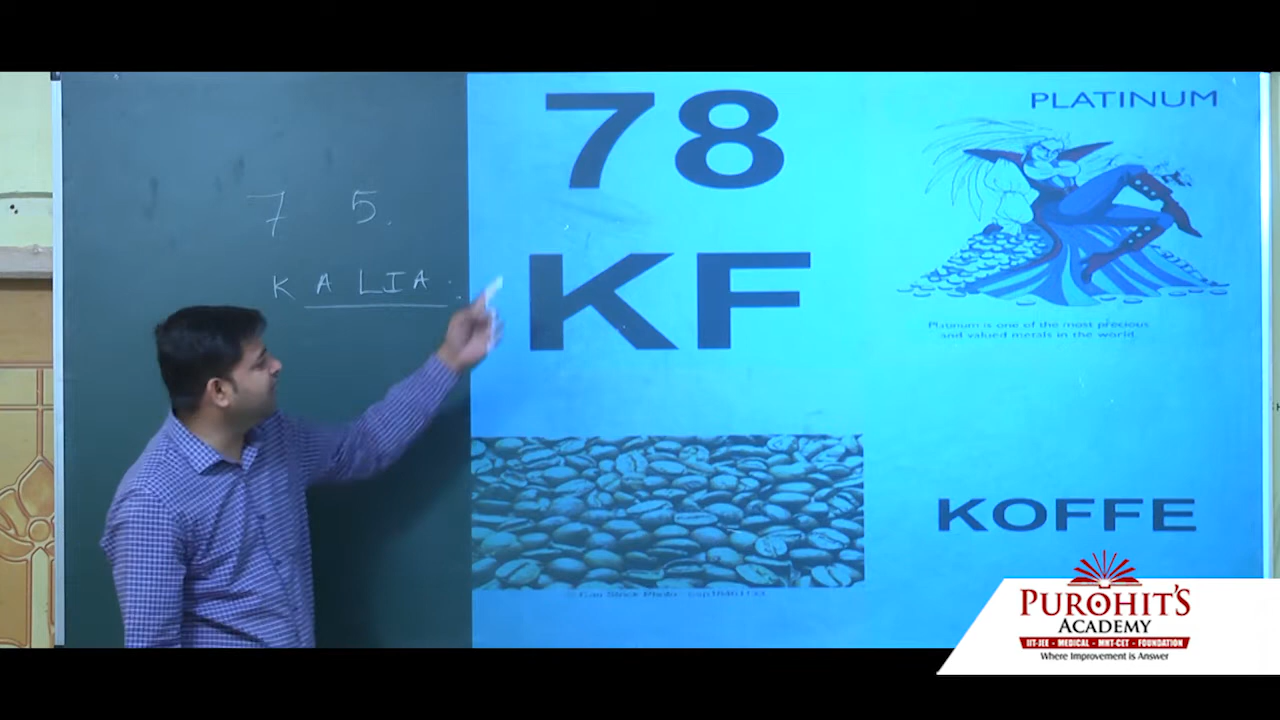 7 5.
K A L I A .
78
KF
PLATINUM
Platinum is one of the most precious
and valued metals in the world.
KOFFE
PUROHIT'S
ACADEMY
IIT-JEE - MEDICAL - MHT-CET - FOUNDATION
Where Improvement is Answer